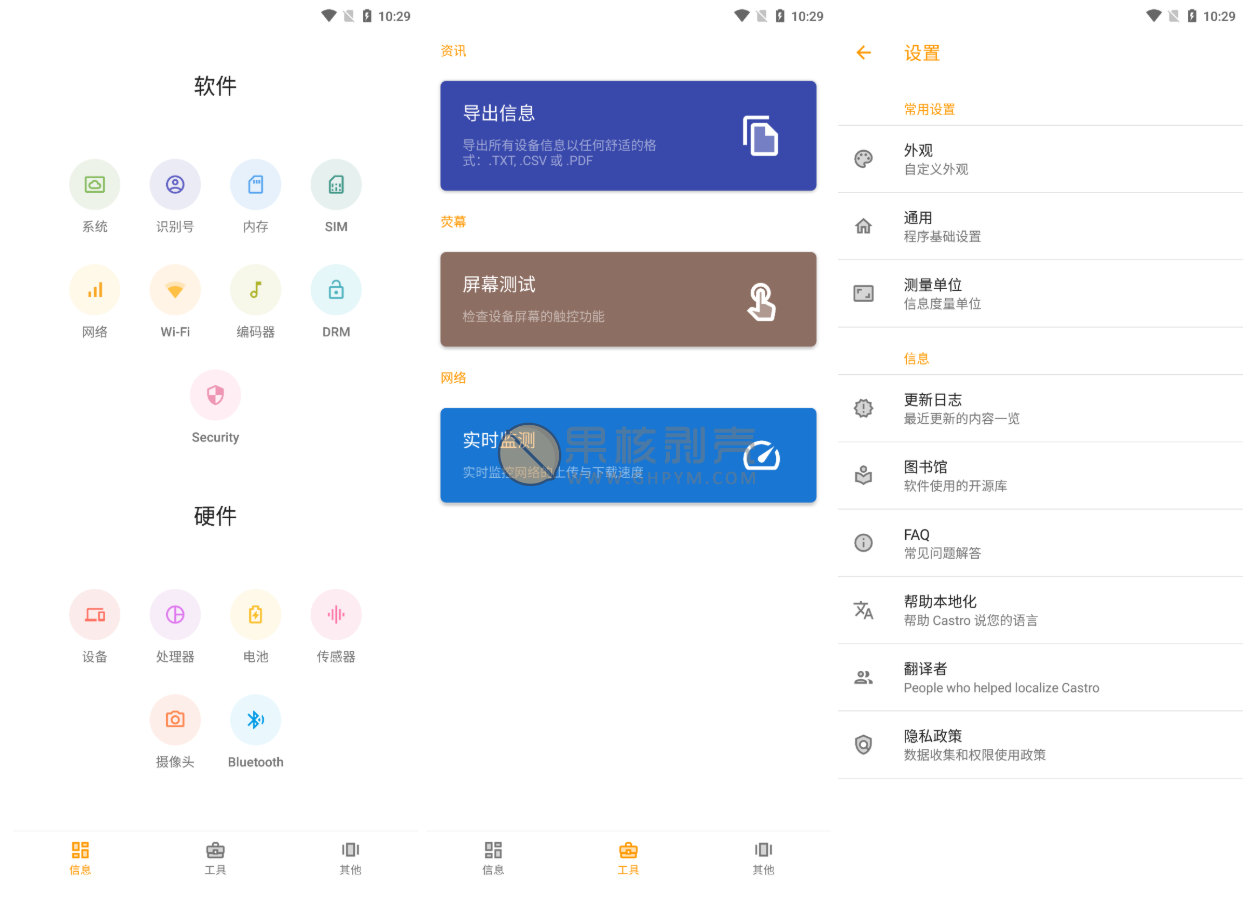 10:29
软件
系统
识别号
内存
SIM
网络
Wi-Fi
编码器
DRM
Security
硬件
设备
处理器
电池
传感器
摄像头
Bluetooth
信息
工具
其他
10:29
资讯
导出信息
导出所有设备信息以任何舒适的格
式：.TXT, .CSV 或 .PDF
荧幕
屏幕测试
检查设备屏幕的触控功能
网络
实时监测
实时监控网络的上传与下载速度
果核剥壳
WWW.GHPYM.COM
信息
工具
其他
10:29
设置
常用设置
外观
自定义外观
通用
程序基础设置
测量单位
信息度量单位
信息
更新日志
最近更新的内容一览
图书馆
软件使用的开源库
FAQ
常见问题解答
帮助本地化
帮助 Castro 说您的语言
翻译者
People who helped localize Castro
隐私政策
数据收集和权限使用政策